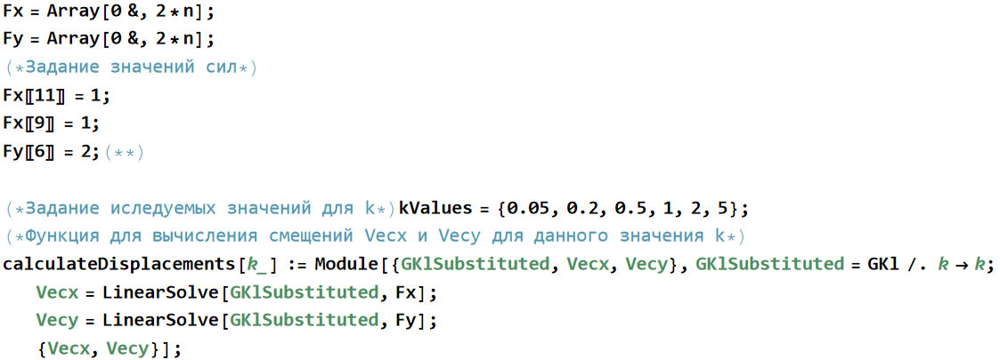 Fx = Array[0 &, 2 * n];
Fy = Array[0 &, 2 * n];
(*Задание значений сил*)
Fx〚11〛 = 1;
Fx〚9〛 = 1;
Fy〚6〛 = 2; (**)
(*Задание иследуемых значений для k*) kValues = {0.05, 0.2, 0.5, 1, 2, 5};
(*Функция для вычисления смещений Vecx и Vecy для данного значения k*)
calculateDisplacements[k_] := Module[{GKlSubstituted, Vecx, Vecy}, GKlSubstituted = GKl /. k → k;
Vecx = LinearSolve[GKlSubstituted, Fx];
Vecy = LinearSolve[GKlSubstituted, Fy];
{Vecx, Vecy}];